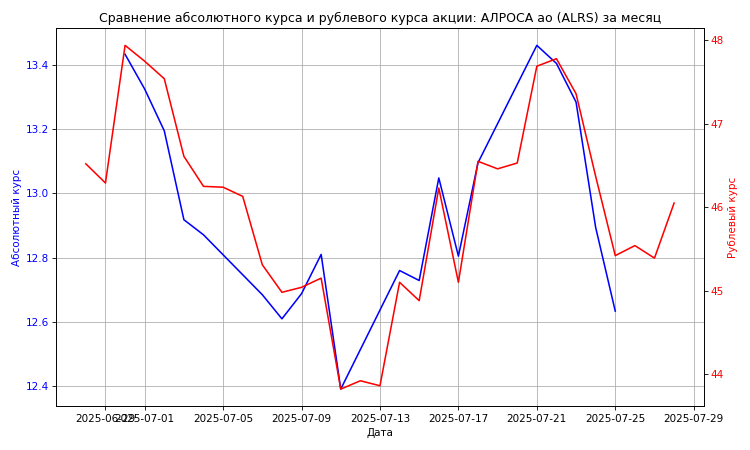 Сравнение абсолютного курса и рублевого курса акции: АЛРОСА ао (ALRS) за месяц
13.4
13.2
13.0
12.8
12.6
12.4
Абсолютный курс
48
47
46
45
44
Рублевый курс
2025-06-29 2025-07-01 2025-07-05 2025-07-09 2025-07-13 2025-07-17 2025-07-21 2025-07-25 2025-07-29
Дата